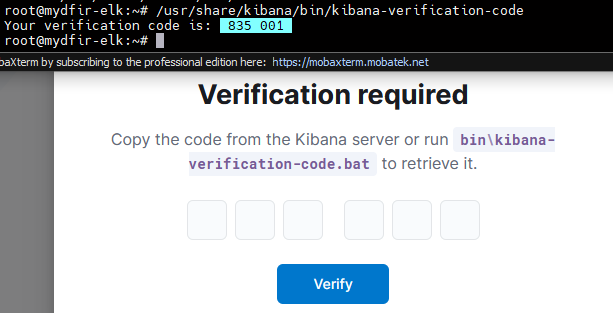 root@mydfir-elk:~# /usr/share/kibana/bin/kibana-verification-code
Your verification code is: 835 001
root@mydfir-elk:~#
baXterm by subscribing to the professional edition here: https://mobaxterm.mobatek.net
Verification required
Copy the code from the Kibana server or run bin\kibana-
verification-code.bat to retrieve it.
Verify